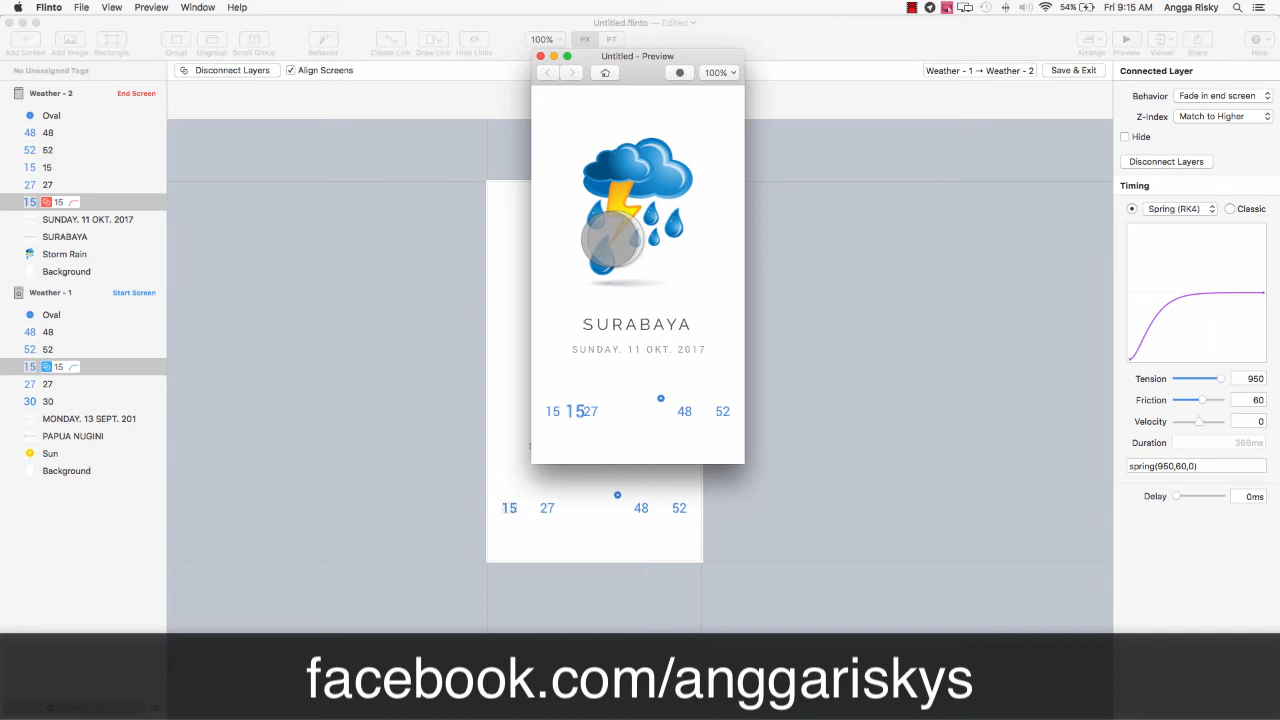 Flinto File Edit View Preview Window Help
54% Fri 9:15 AM Angga Risky
Untitled.flinto — Edited
Add Screen Add Image Rectangle Group Ungroup Scroll Group Behavior Create Link Draw Link Hide Links 100% PX PT Arrange Preview Viewer Share Help
No Unassigned Tags
Disconnect Layers Align Screens Weather - 1 → Weather - 2 Save & Exit
Weather - 2 End Screen
Oval
48 48
52 52
15 15
27 27
15 15
SUNDAY. 11 OKT. 2017
SURABAYA
Storm Rain
Background
Weather - 1 Start Screen
Oval
48 48
52 52
15 15
27 27
30 30
MONDAY. 13 SEPT. 201
PAPUA NUGINI
Sun
Background
Untitled - Preview
100%
SURABAYA
SUNDAY. 11 OKT. 2017
15 15 27 48 52
15 27 48 52
Connected Layer
Behavior Fade in end screen
Z-Index Match to Higher
Hide
Disconnect Layers
Timing
Spring (RK4) Classic
Tension 950
Friction 60
Velocity 0
Duration 366ms
spring(950,60,0)
Delay 0ms
facebook.com/anggariskys